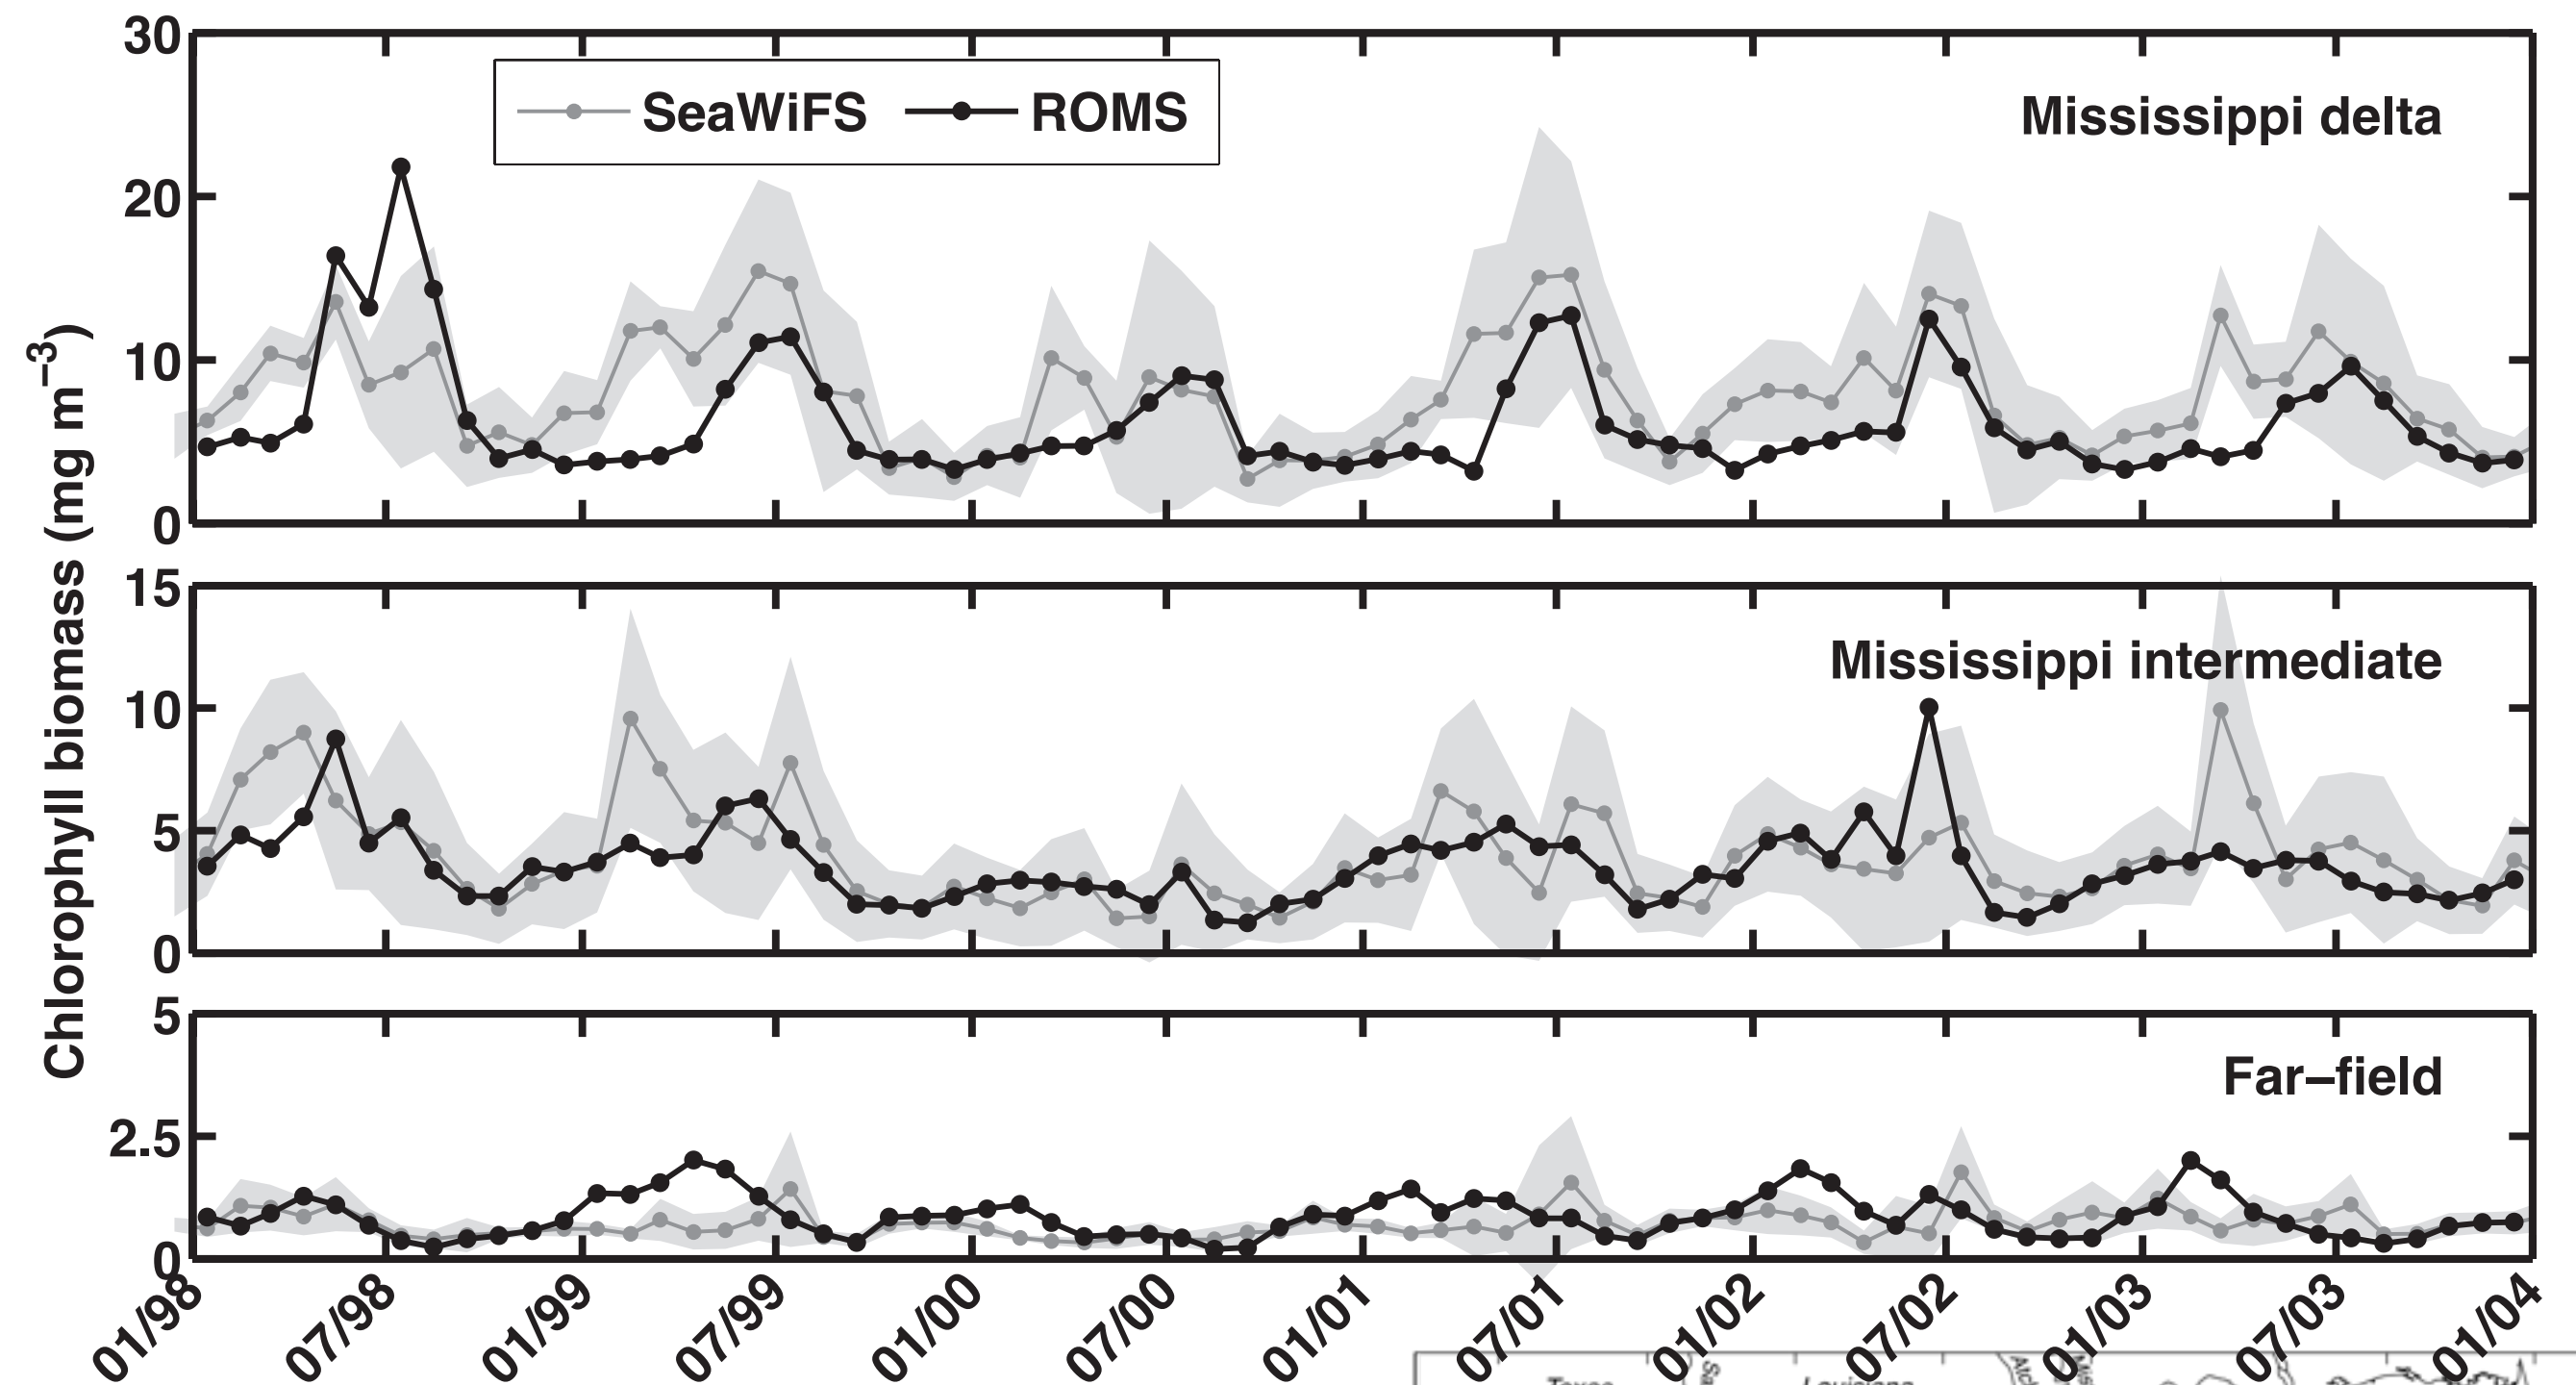 Chlorophyll biomass (mg m⁻³)
30
20
10
0
SeaWiFS ROMS
Mississippi delta
15
10
5
0
Mississippi intermediate
5
2.5
0
Far–field
01/98 07/98 01/99 07/99 01/00 07/00 01/01 07/01 01/02 07/02 01/03 07/03 01/04